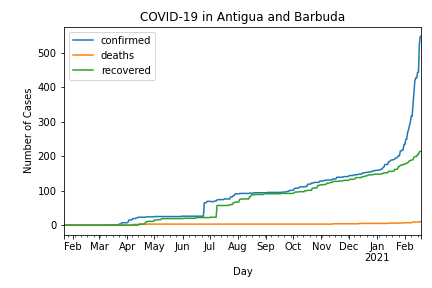 COVID-19 in Antigua and Barbuda
confirmed
deaths
recovered
Number of Cases
500
400
300
200
100
0
Feb Mar Apr May Jun Jul Aug Sep Oct Nov Dec Jan Feb
2021
Day